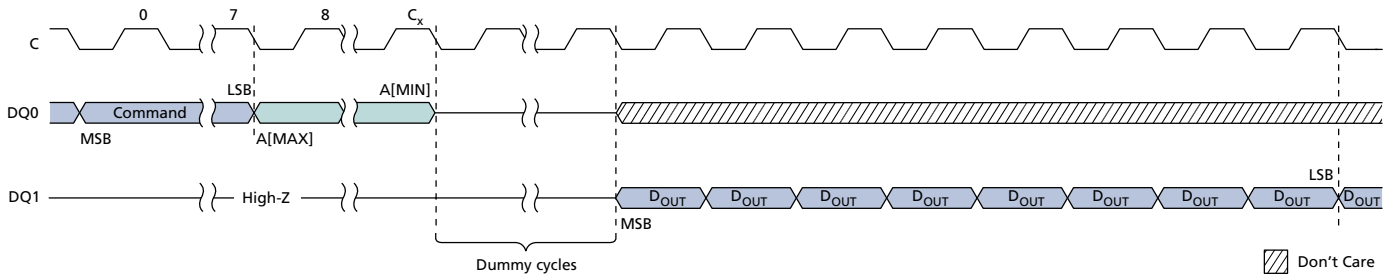 0 7 8 Cx
C
LSB A[MIN]
DQ0 Command
MSB A[MAX]
LSB
DQ1 High-Z DOUT DOUT DOUT DOUT DOUT DOUT DOUT DOUT DOUT
MSB
Dummy cycles
Don't Care